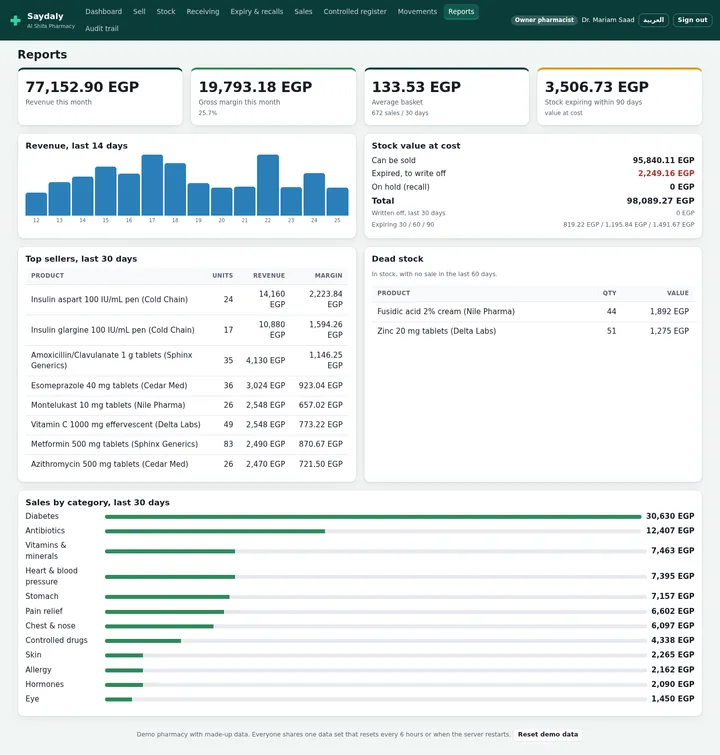 Saydaly
Al Shifa Pharmacy
Dashboard Sell Stock Receiving Expiry & recalls Sales Controlled register Movements Reports
Audit trail
Owner pharmacist Dr. Mariam Saad العربية Sign out
Reports
77,152.90 EGP
Revenue this month
19,793.18 EGP
Gross margin this month
25.7%
133.53 EGP
Average basket
672 sales / 30 days
3,506.73 EGP
Stock expiring within 90 days
value at cost
Revenue, last 14 days
12 13 14 15 16 17 18 19 20 21 22 23 24 25
Stock value at cost
Can be sold 95,840.11 EGP
Expired, to write off 2,249.16 EGP
On hold (recall) 0 EGP
Total 98,089.27 EGP
Written off, last 30 days 0 EGP
Expiring 30 / 60 / 90 819.22 EGP / 1,195.84 EGP / 1,491.67 EGP
Top sellers, last 30 days
PRODUCT UNITS REVENUE MARGIN
Insulin aspart 100 IU/mL pen (Cold Chain) 24 14,160 EGP 2,223.84 EGP
Insulin glargine 100 IU/mL pen (Cold Chain) 17 10,880 EGP 1,594.26 EGP
Amoxicillin/Clavulanate 1 g tablets (Sphinx Generics) 35 4,130 EGP 1,146.25 EGP
Esomeprazole 40 mg tablets (Cedar Med) 36 3,024 EGP 923.04 EGP
Montelukast 10 mg tablets (Nile Pharma) 26 2,548 EGP 657.02 EGP
Vitamin C 1000 mg effervescent (Delta Labs) 49 2,548 EGP 773.22 EGP
Metformin 500 mg tablets (Sphinx Generics) 83 2,490 EGP 870.67 EGP
Azithromycin 500 mg tablets (Cedar Med) 26 2,470 EGP 721.50 EGP
Dead stock
In stock, with no sale in the last 60 days.
PRODUCT QTY VALUE
Fusidic acid 2% cream (Nile Pharma) 44 1,892 EGP
Zinc 20 mg tablets (Delta Labs) 51 1,275 EGP
Sales by category, last 30 days
Diabetes 30,630 EGP
Antibiotics 12,407 EGP
Vitamins & minerals 7,463 EGP
Heart & blood pressure 7,395 EGP
Stomach 7,157 EGP
Pain relief 6,602 EGP
Chest & nose 6,097 EGP
Controlled drugs 4,338 EGP
Skin 2,265 EGP
Allergy 2,162 EGP
Hormones 2,090 EGP
Eye 1,450 EGP
Demo pharmacy with made-up data. Everyone shares one data set that resets every 6 hours or when the server restarts. Reset demo data